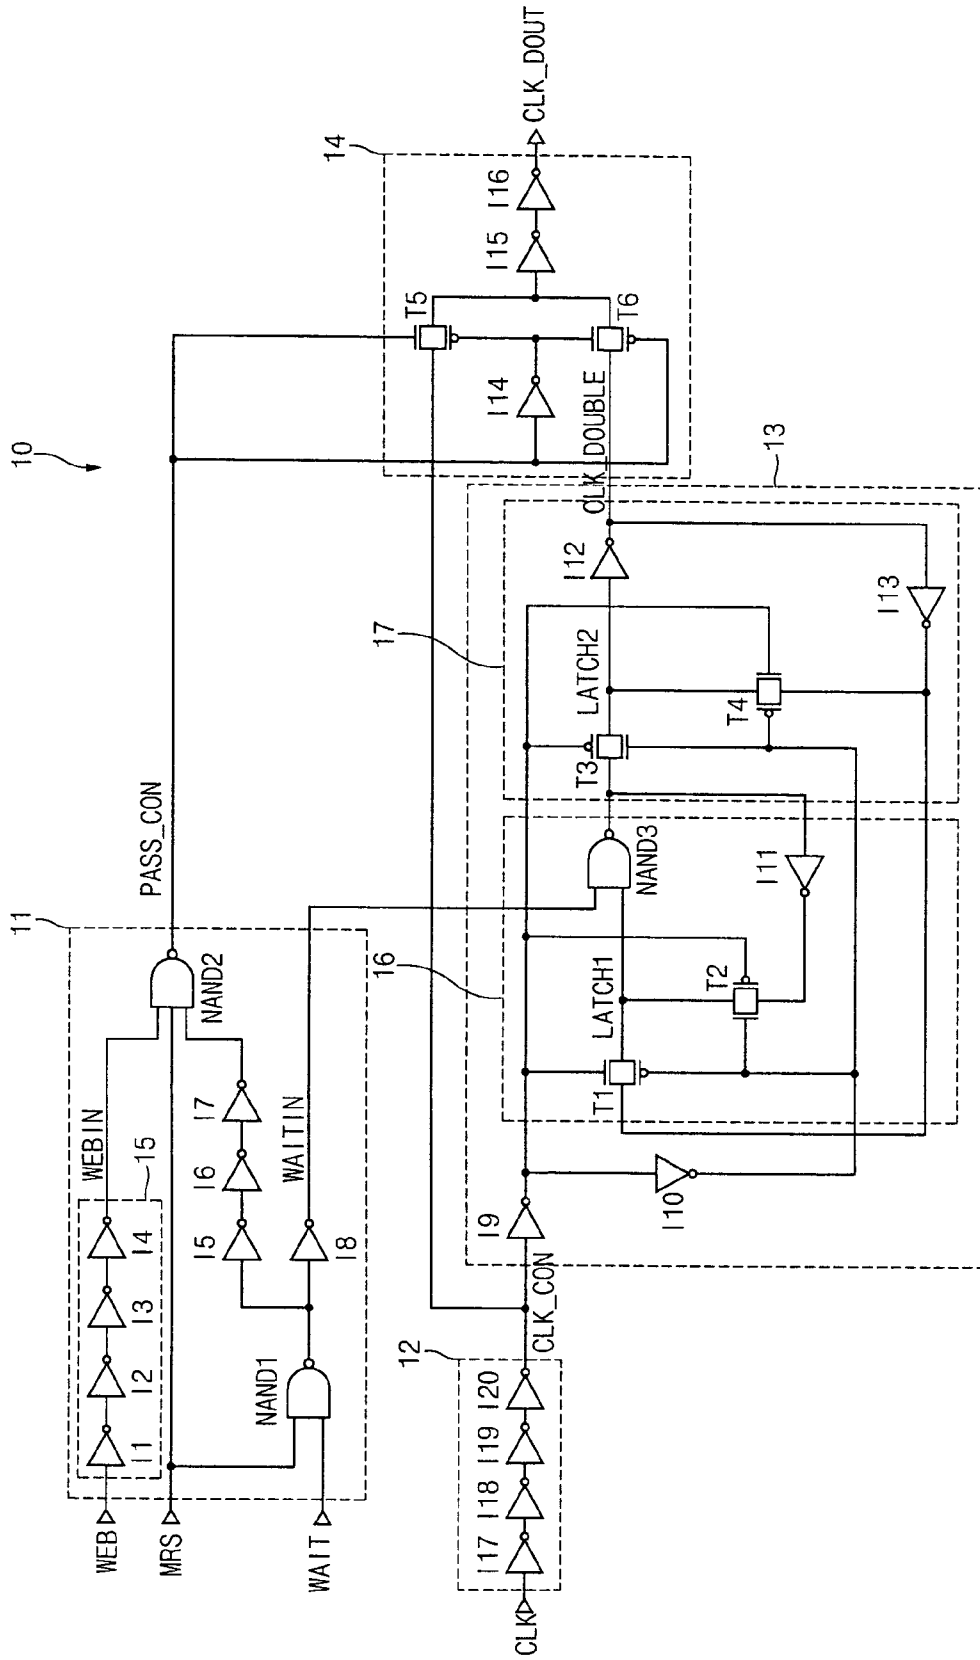 10
11
WEB
I1
I2
I3
I4
15
WEBIN
MRS
NAND2
PASS_CON
I5
I6
I7
NAND1
I8
WAITIN
WAIT
12
CLK
I17
I18
I19
I20
CLK_CON
13
I9
I10
16
T1
LATCH1
T2
NAND3
I11
17
T3
LATCH2
T4
I12
I13
CLK_DOUBLE
14
T5
I14
T6
I15
I16
CLK_DOUT